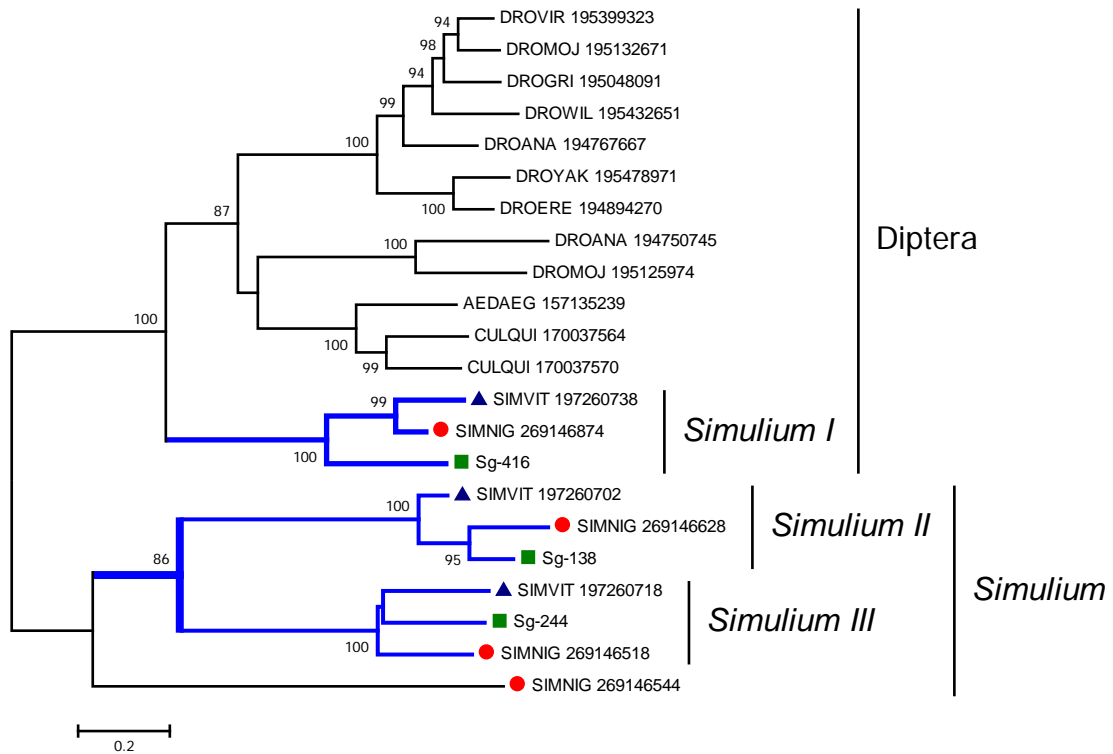 94
DROVIR 195399323
DROMOJ 195132671
98
DROGRI 195048091
94
DROWIL 195432651
99
DROANA 194767667
100
DROYAK 195478971
100
DROERE 194894270
87
DROANA 194750745
100
DROMOJ 195125974
Diptera
AEDAEG 157135239
100
CULQUI 170037564
100
99
CULQUI 170037570
SIMVIT 197260738
99
SIMNIG 269146874
Simulium I
100
Sg-416
SIMVIT 197260702
100
SIMNIG 269146628
Simulium II
95
Sg-138
86
SIMVIT 197260718
Simulium
Sg-244
Simulium III
100
SIMNIG 269146518
SIMNIG 269146544
0.2